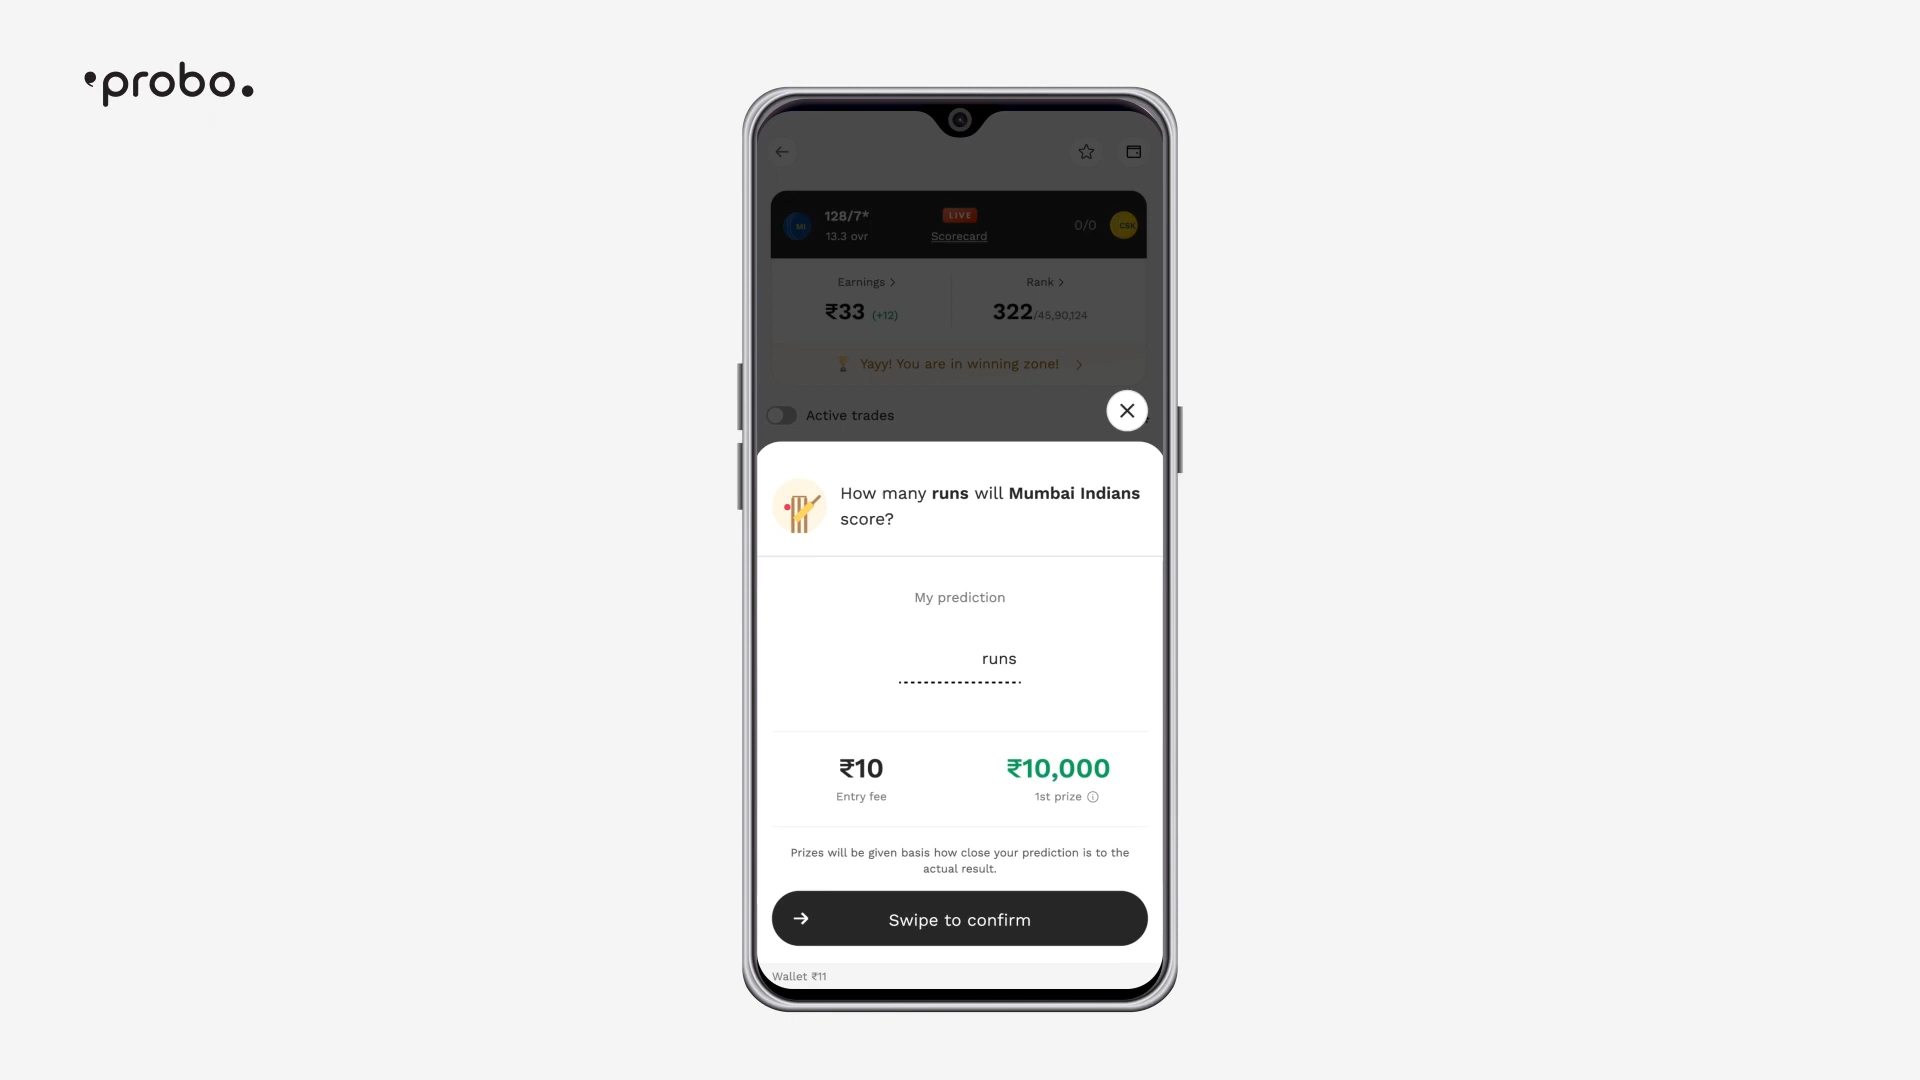 probo.
128/7*
13.3 ovr
LIVE
Scorecard
0/0
MI
CSK
Earnings >
₹33 (+12)
Rank >
322/45,90,124
Yayy! You are in winning zone! >
Active trades
How many runs will Mumbai Indians
score?
My prediction
runs
₹10
Entry fee
₹10,000
1st prize
Prizes will be given basis how close your prediction is to the
actual result.
Swipe to confirm
Wallet ₹11